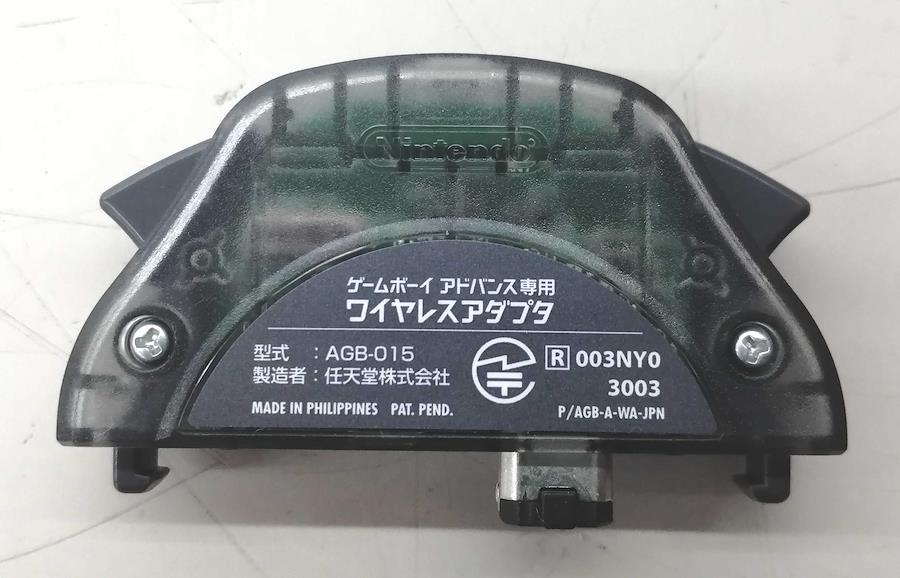 Nintendo
ゲームボーイ アドバンス専用
ワイヤレスアダプタ
型式　：AGB-015
製造者：任天堂株式会社
R 003NY0
3003
MADE IN PHILIPPINES PAT. PEND.
P/AGB-A-WA-JPN